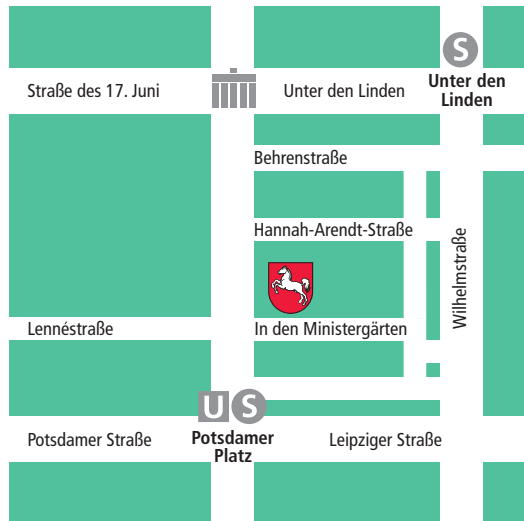 S
Unter den
Linden
Straße des 17. Juni
Unter den Linden
Behrenstraße
Hannah-Arendt-Straße
Wilhelmstraße
Lennéstraße
In den Ministergärten
U S
Potsdamer Straße
Potsdamer
Platz
Leipziger Straße